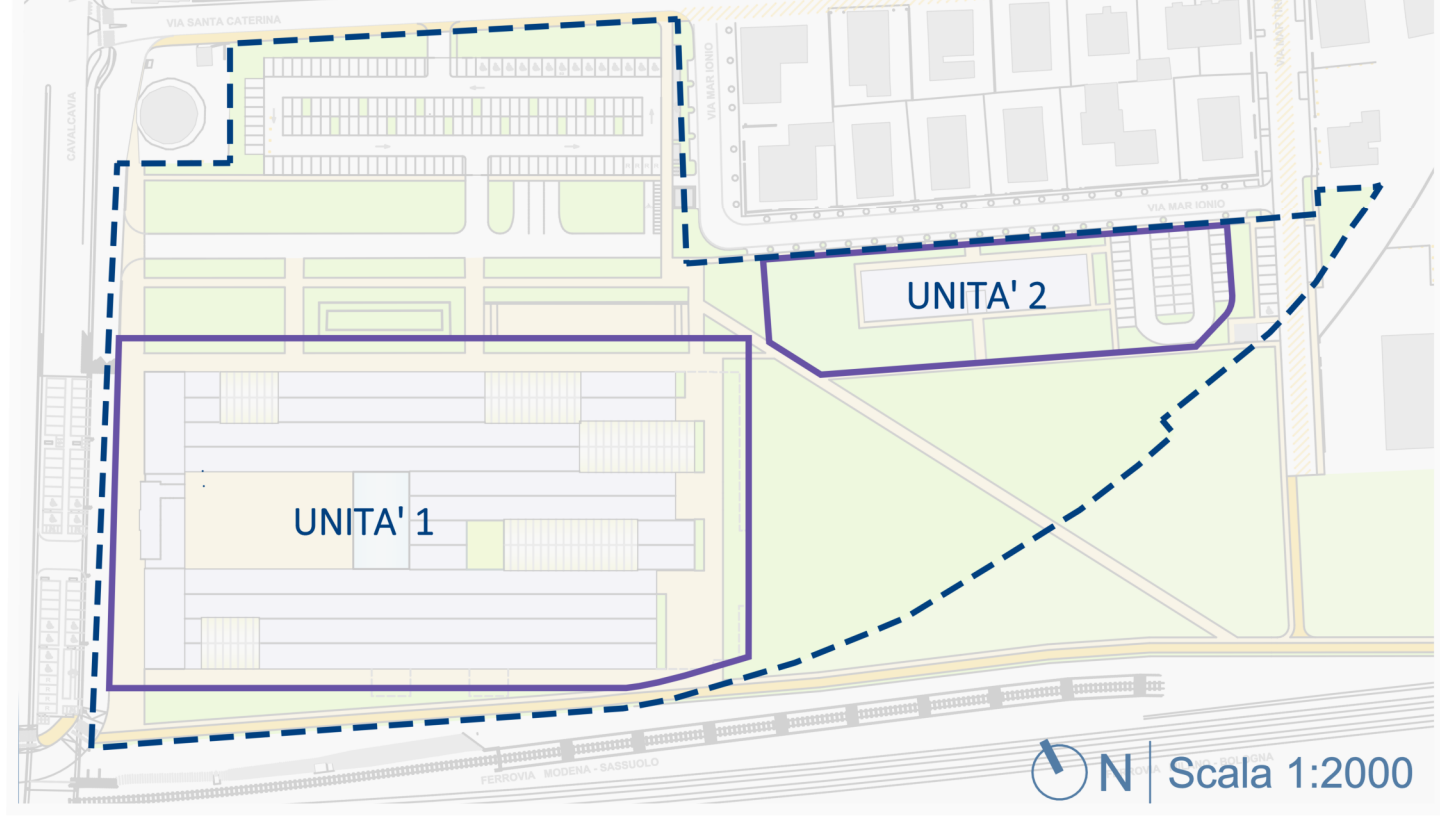 VIA SANTA CATERINA
CAVALCAVIA
VIA MAR IONIO
VIA MAR IONIO
UNITA' 2
UNITA' 1
FERROVIA MODENA - SASSUOLO
N
Scala 1:2000